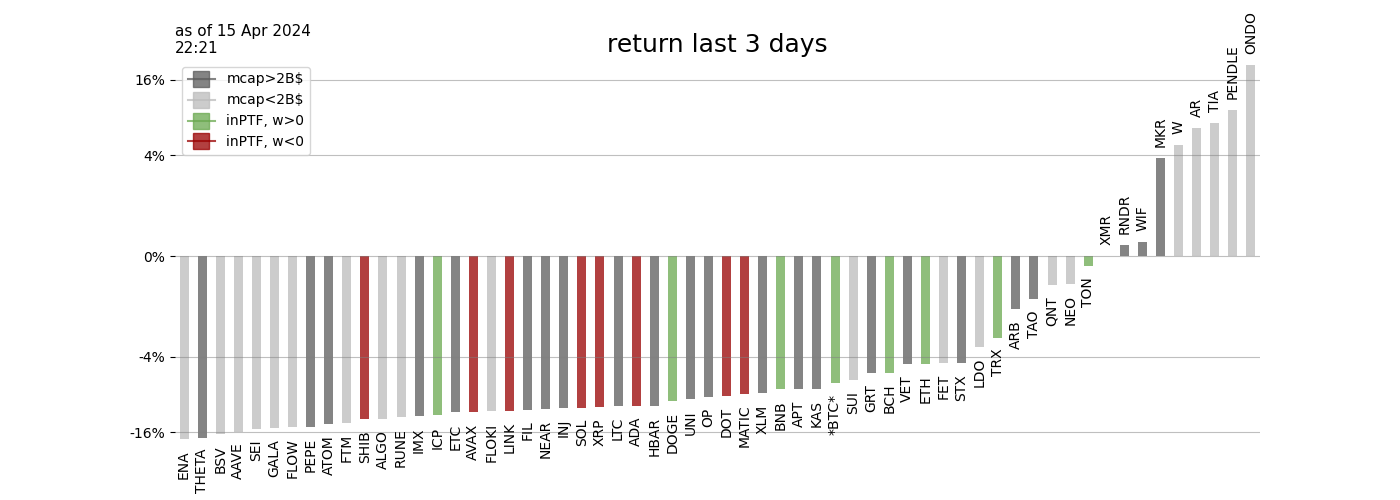 as of 15 Apr 2024
22:21
return last 3 days
mcap>2B$
mcap<2B$
inPTF, w>0
inPTF, w<0
16%
4%
0%
-4%
-16%
ENA
THETA
BSV
AAVE
SEI
GALA
FLOW
PEPE
ATOM
FTM
SHIB
ALGO
RUNE
IMX
ICP
ETC
AVAX
FLOKI
LINK
FIL
NEAR
INJ
SOL
XRP
LTC
ADA
HBAR
DOGE
UNI
OP
DOT
MATIC
XLM
BNB
APT
KAS
*BTC*
SUI
GRT
BCH
VET
ETH
FET
STX
LDO
TRX
ARB
TAO
QNT
NEO
TON
XMR
RNDR
WIF
MKR
W
AR
TIA
PENDLE
ONDO